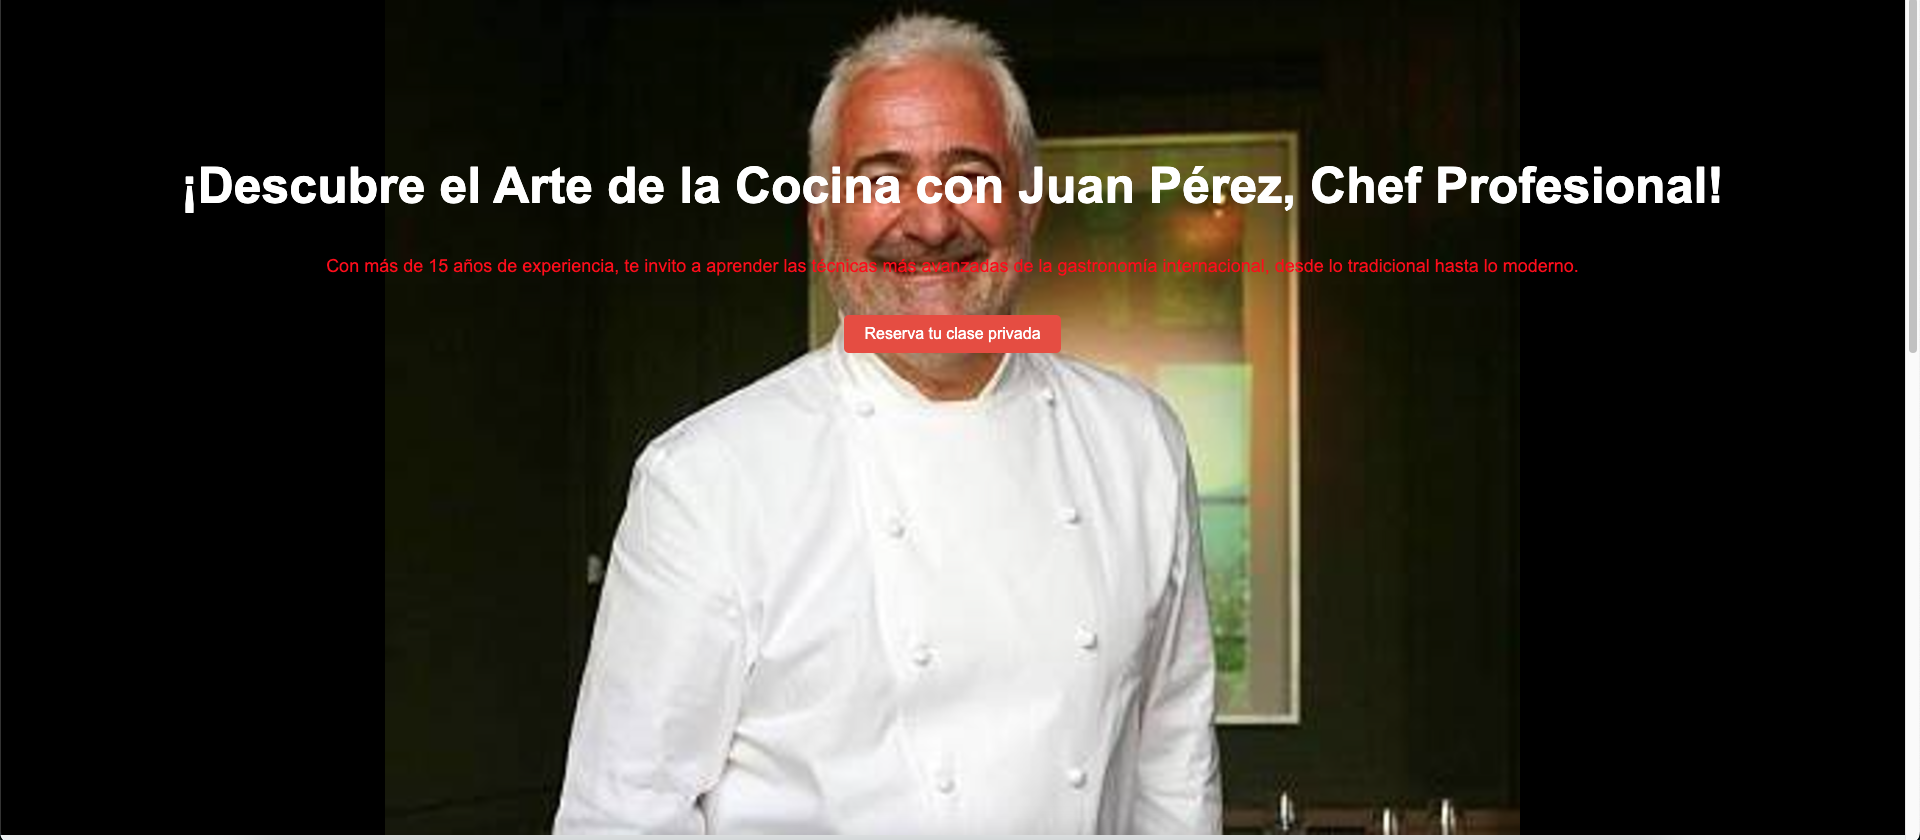 ¡Descubre el Arte de la Cocina con Juan Pérez, Chef Profesional!
Con más de 15 años de experiencia, te invito a aprender las técnicas más avanzadas de la gastronomía internacional, desde lo tradicional hasta lo moderno.
Reserva tu clase privada